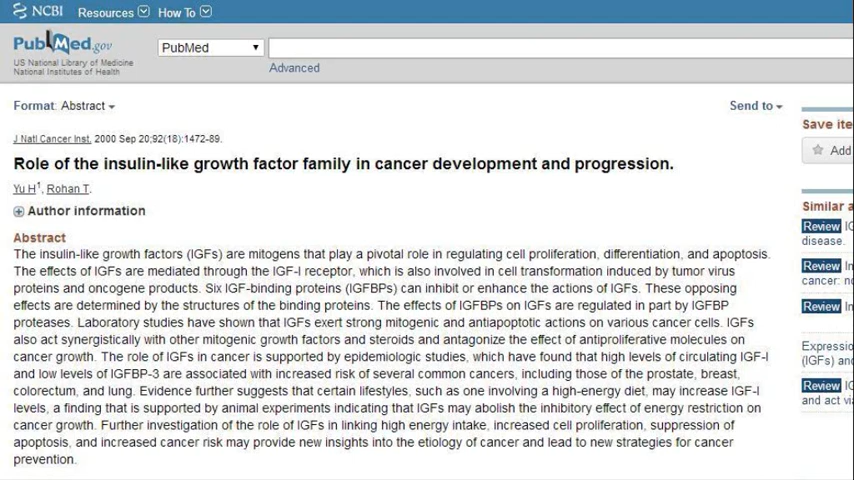 NCBI Resources How To
PubMed.gov
US National Library of Medicine
National Institutes of Health
PubMed
Advanced
Format: Abstract
Send to
J Natl Cancer Inst. 2000 Sep 20;92(18):1472-89.
Role of the insulin-like growth factor family in cancer development and progression.
Yu H1, Rohan T.
Author information
Abstract
The insulin-like growth factors (IGFs) are mitogens that play a pivotal role in regulating cell proliferation, differentiation, and apoptosis.
The effects of IGFs are mediated through the IGF-I receptor, which is also involved in cell transformation induced by tumor virus
proteins and oncogene products. Six IGF-binding proteins (IGFBPs) can inhibit or enhance the actions of IGFs. These opposing
effects are determined by the structures of the binding proteins. The effects of IGFBPs on IGFs are regulated in part by IGFBP
proteases. Laboratory studies have shown that IGFs exert strong mitogenic and antiapoptotic actions on various cancer cells. IGFs
also act synergistically with other mitogenic growth factors and steroids and antagonize the effect of antiproliferative molecules on
cancer growth. The role of IGFs in cancer is supported by epidemiologic studies, which have found that high levels of circulating IGF-I
and low levels of IGFBP-3 are associated with increased risk of several common cancers, including those of the prostate, breast,
colorectum, and lung. Evidence further suggests that certain lifestyles, such as one involving a high-energy diet, may increase IGF-I
levels, a finding that is supported by animal experiments indicating that IGFs may abolish the inhibitory effect of energy restriction on
cancer growth. Further investigation of the role of IGFs in linking high energy intake, increased cell proliferation, suppression of
apoptosis, and increased cancer risk may provide new insights into the etiology of cancer and lead to new strategies for cancer
prevention.
Save ite
Add
Similar a
Review
disease.
Review
cancer:
Review
Expressio
(IGFs) and
Review
and act via